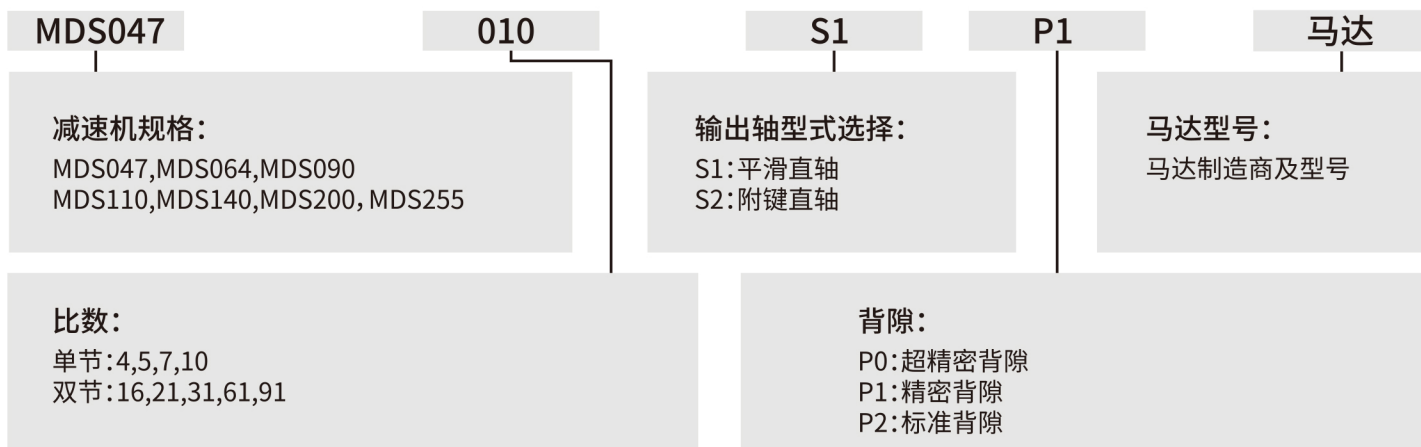 MDS047 010 S1 P1 马达
减速机规格：
MDS047,MDS064,MDS090
MDS110,MDS140,MDS200，MDS255
输出轴型式选择：
S1：平滑直轴
S2：附键直轴
马达型号：
马达制造商及型号
比数：
单节：4,5,7,10
双节：16,21,31,61,91
背隙：
P0：超精密背隙
P1：精密背隙
P2：标准背隙